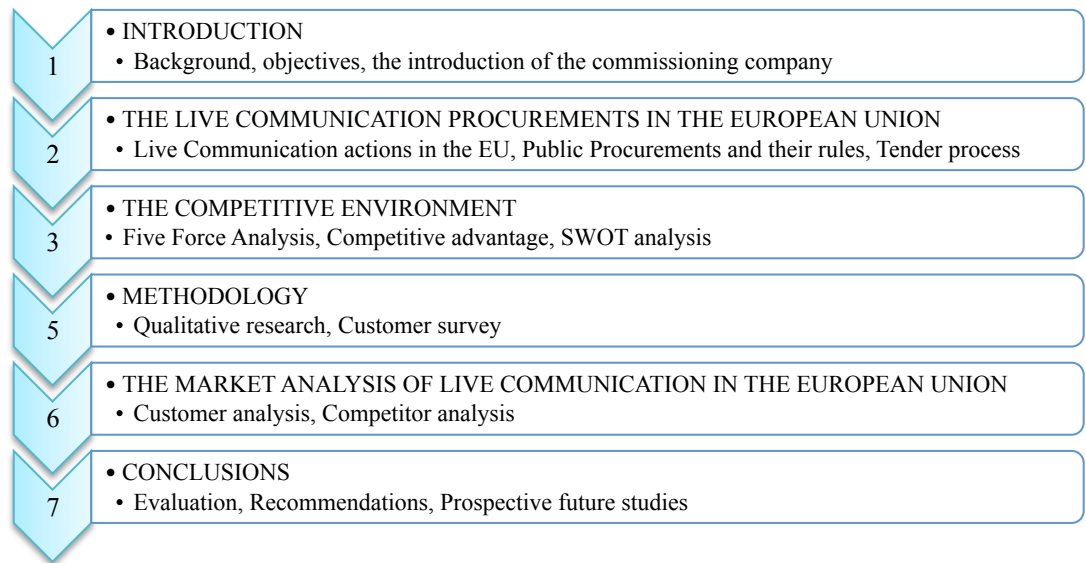 1
• INTRODUCTION
• Background, objectives, the introduction of the commissioning company
2
• THE LIVE COMMUNICATION PROCUREMENTS IN THE EUROPEAN UNION
• Live Communication actions in the EU, Public Procurements and their rules, Tender process
3
• THE COMPETITIVE ENVIRONMENT
• Five Force Analysis, Competitive advantage, SWOT analysis
5
• METHODOLOGY
• Qualitative research, Customer survey
6
• THE MARKET ANALYSIS OF LIVE COMMUNICATION IN THE EUROPEAN UNION
• Customer analysis, Competitor analysis
7
• CONCLUSIONS
• Evaluation, Recommendations, Prospective future studies